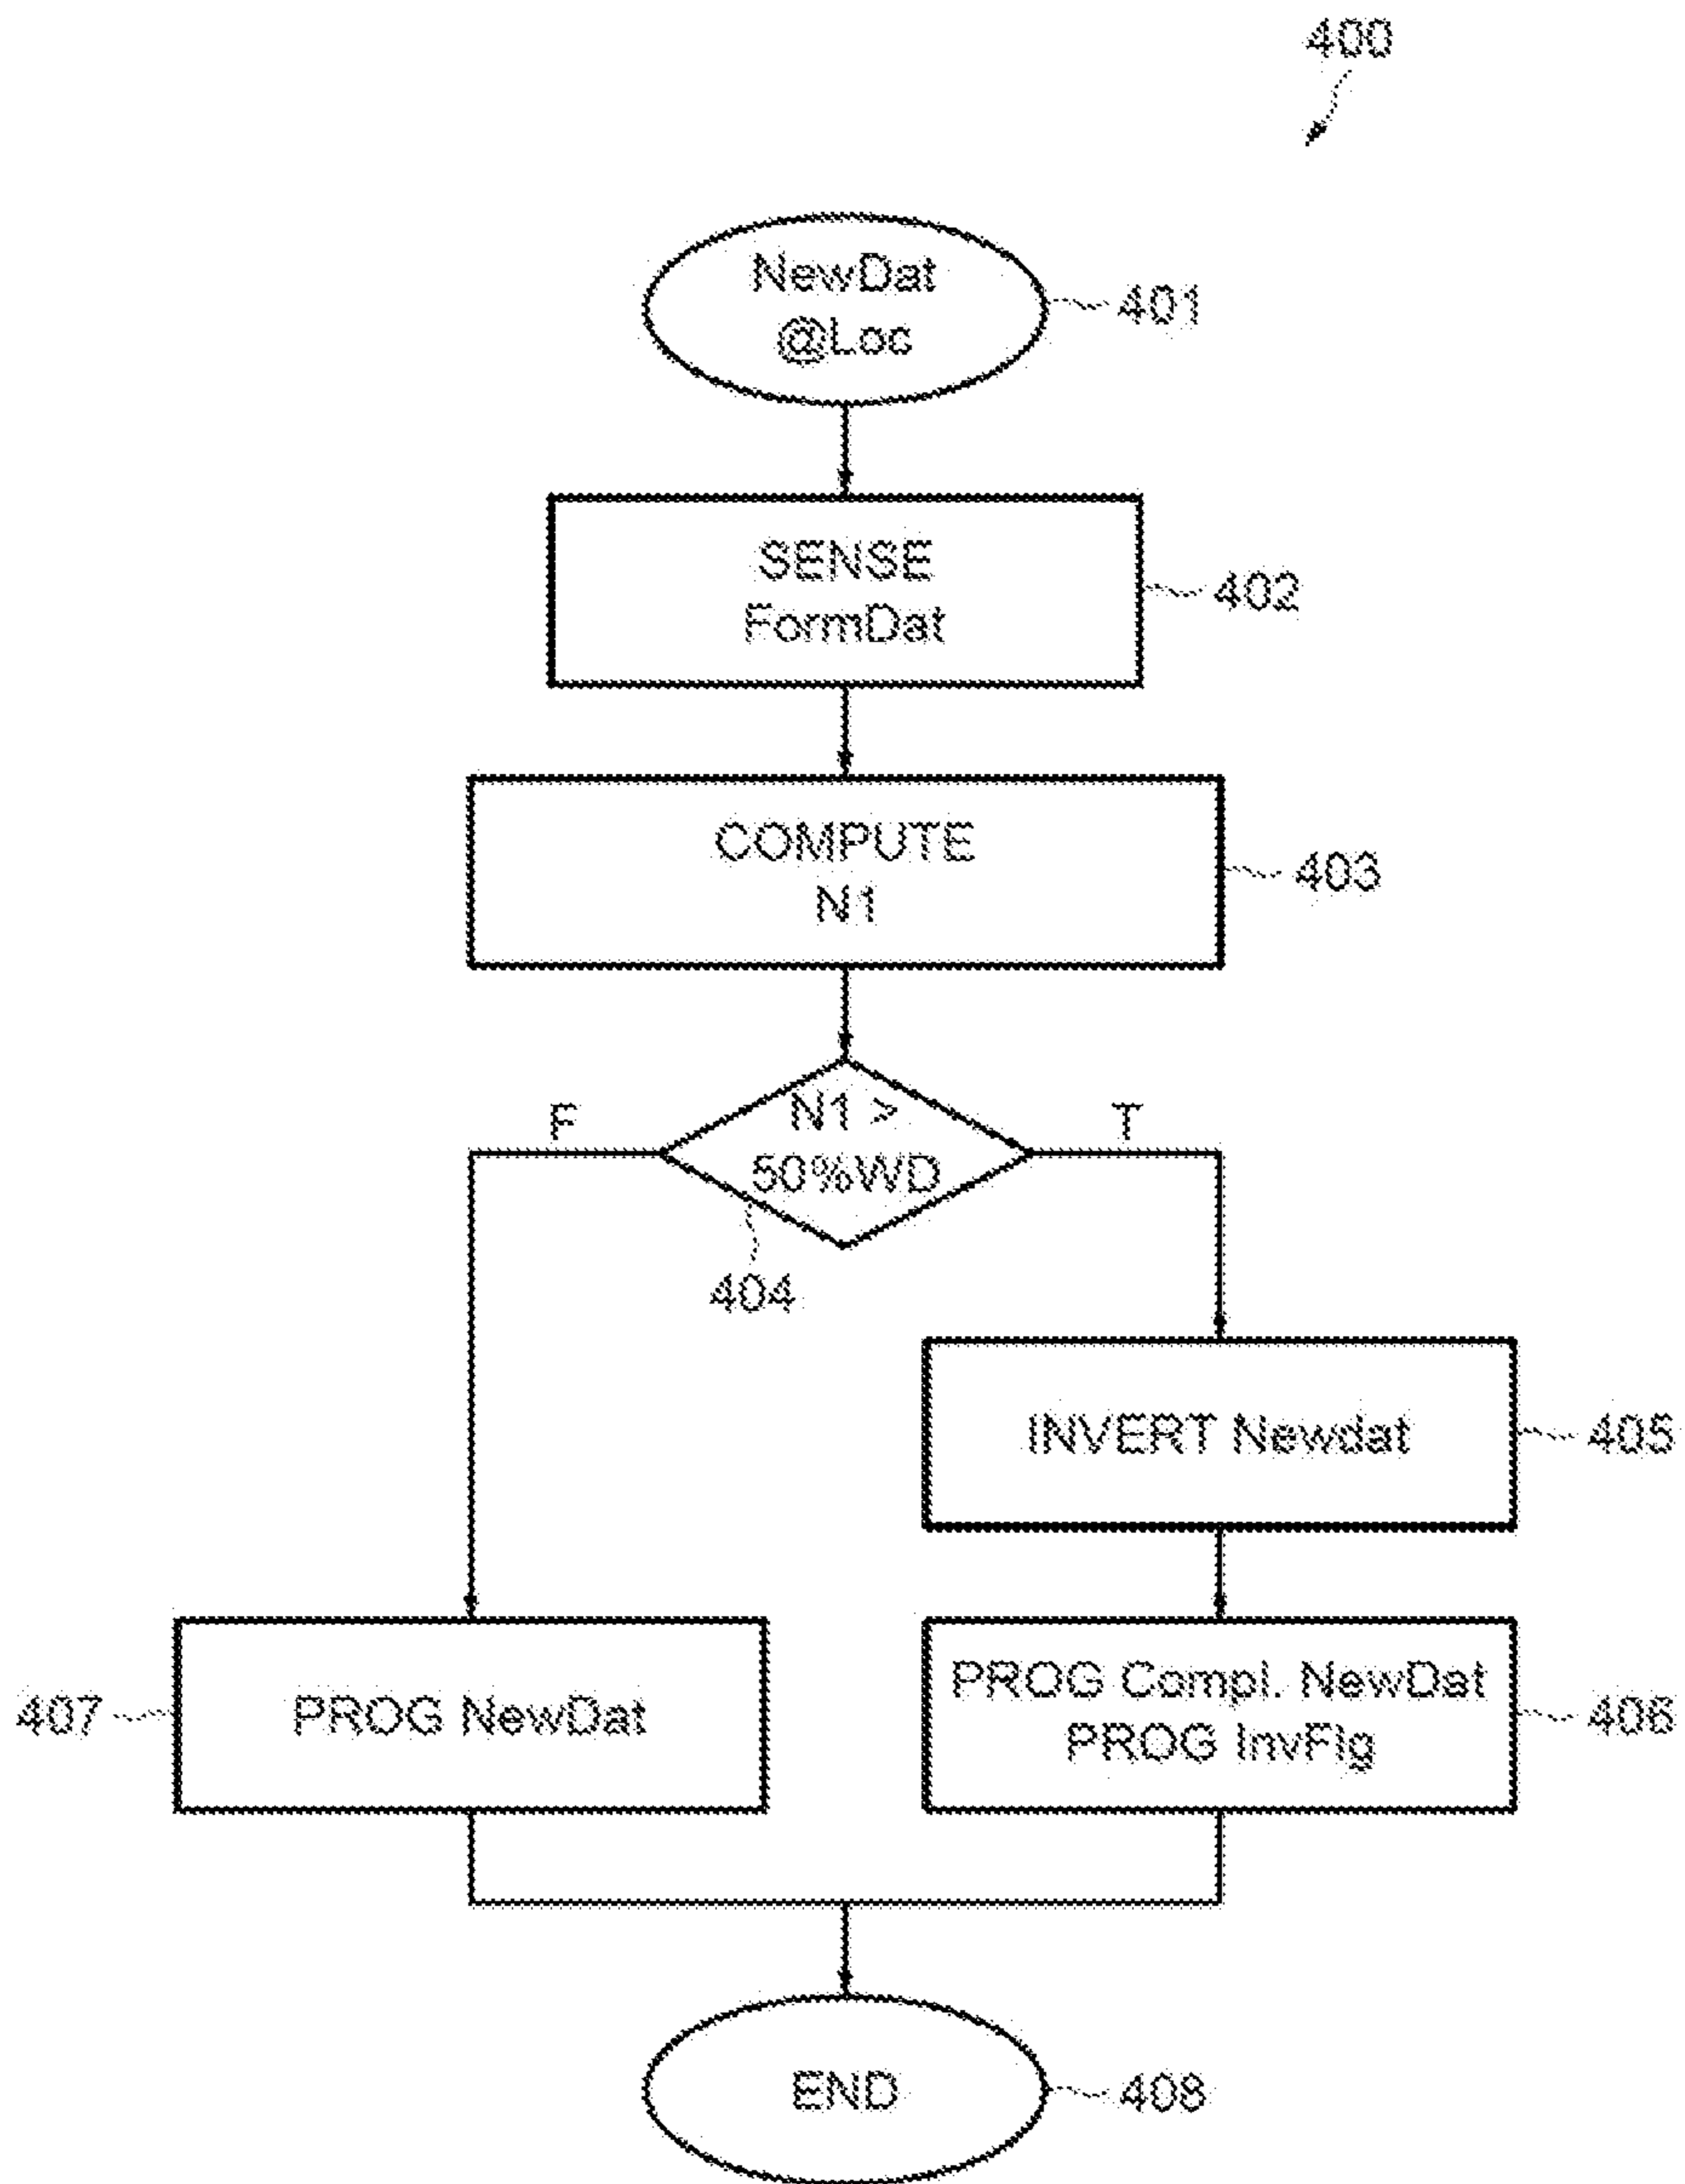 400
NewDat
@Loc
401
SENSE
FormDat
402
COMPUTE
N1
403
F
N1 >
50%WD
T
404
INVERT Newdat
405
407
PROG NewDat
PROG Compl. NewDat
PROG InvFlg
406
END
408